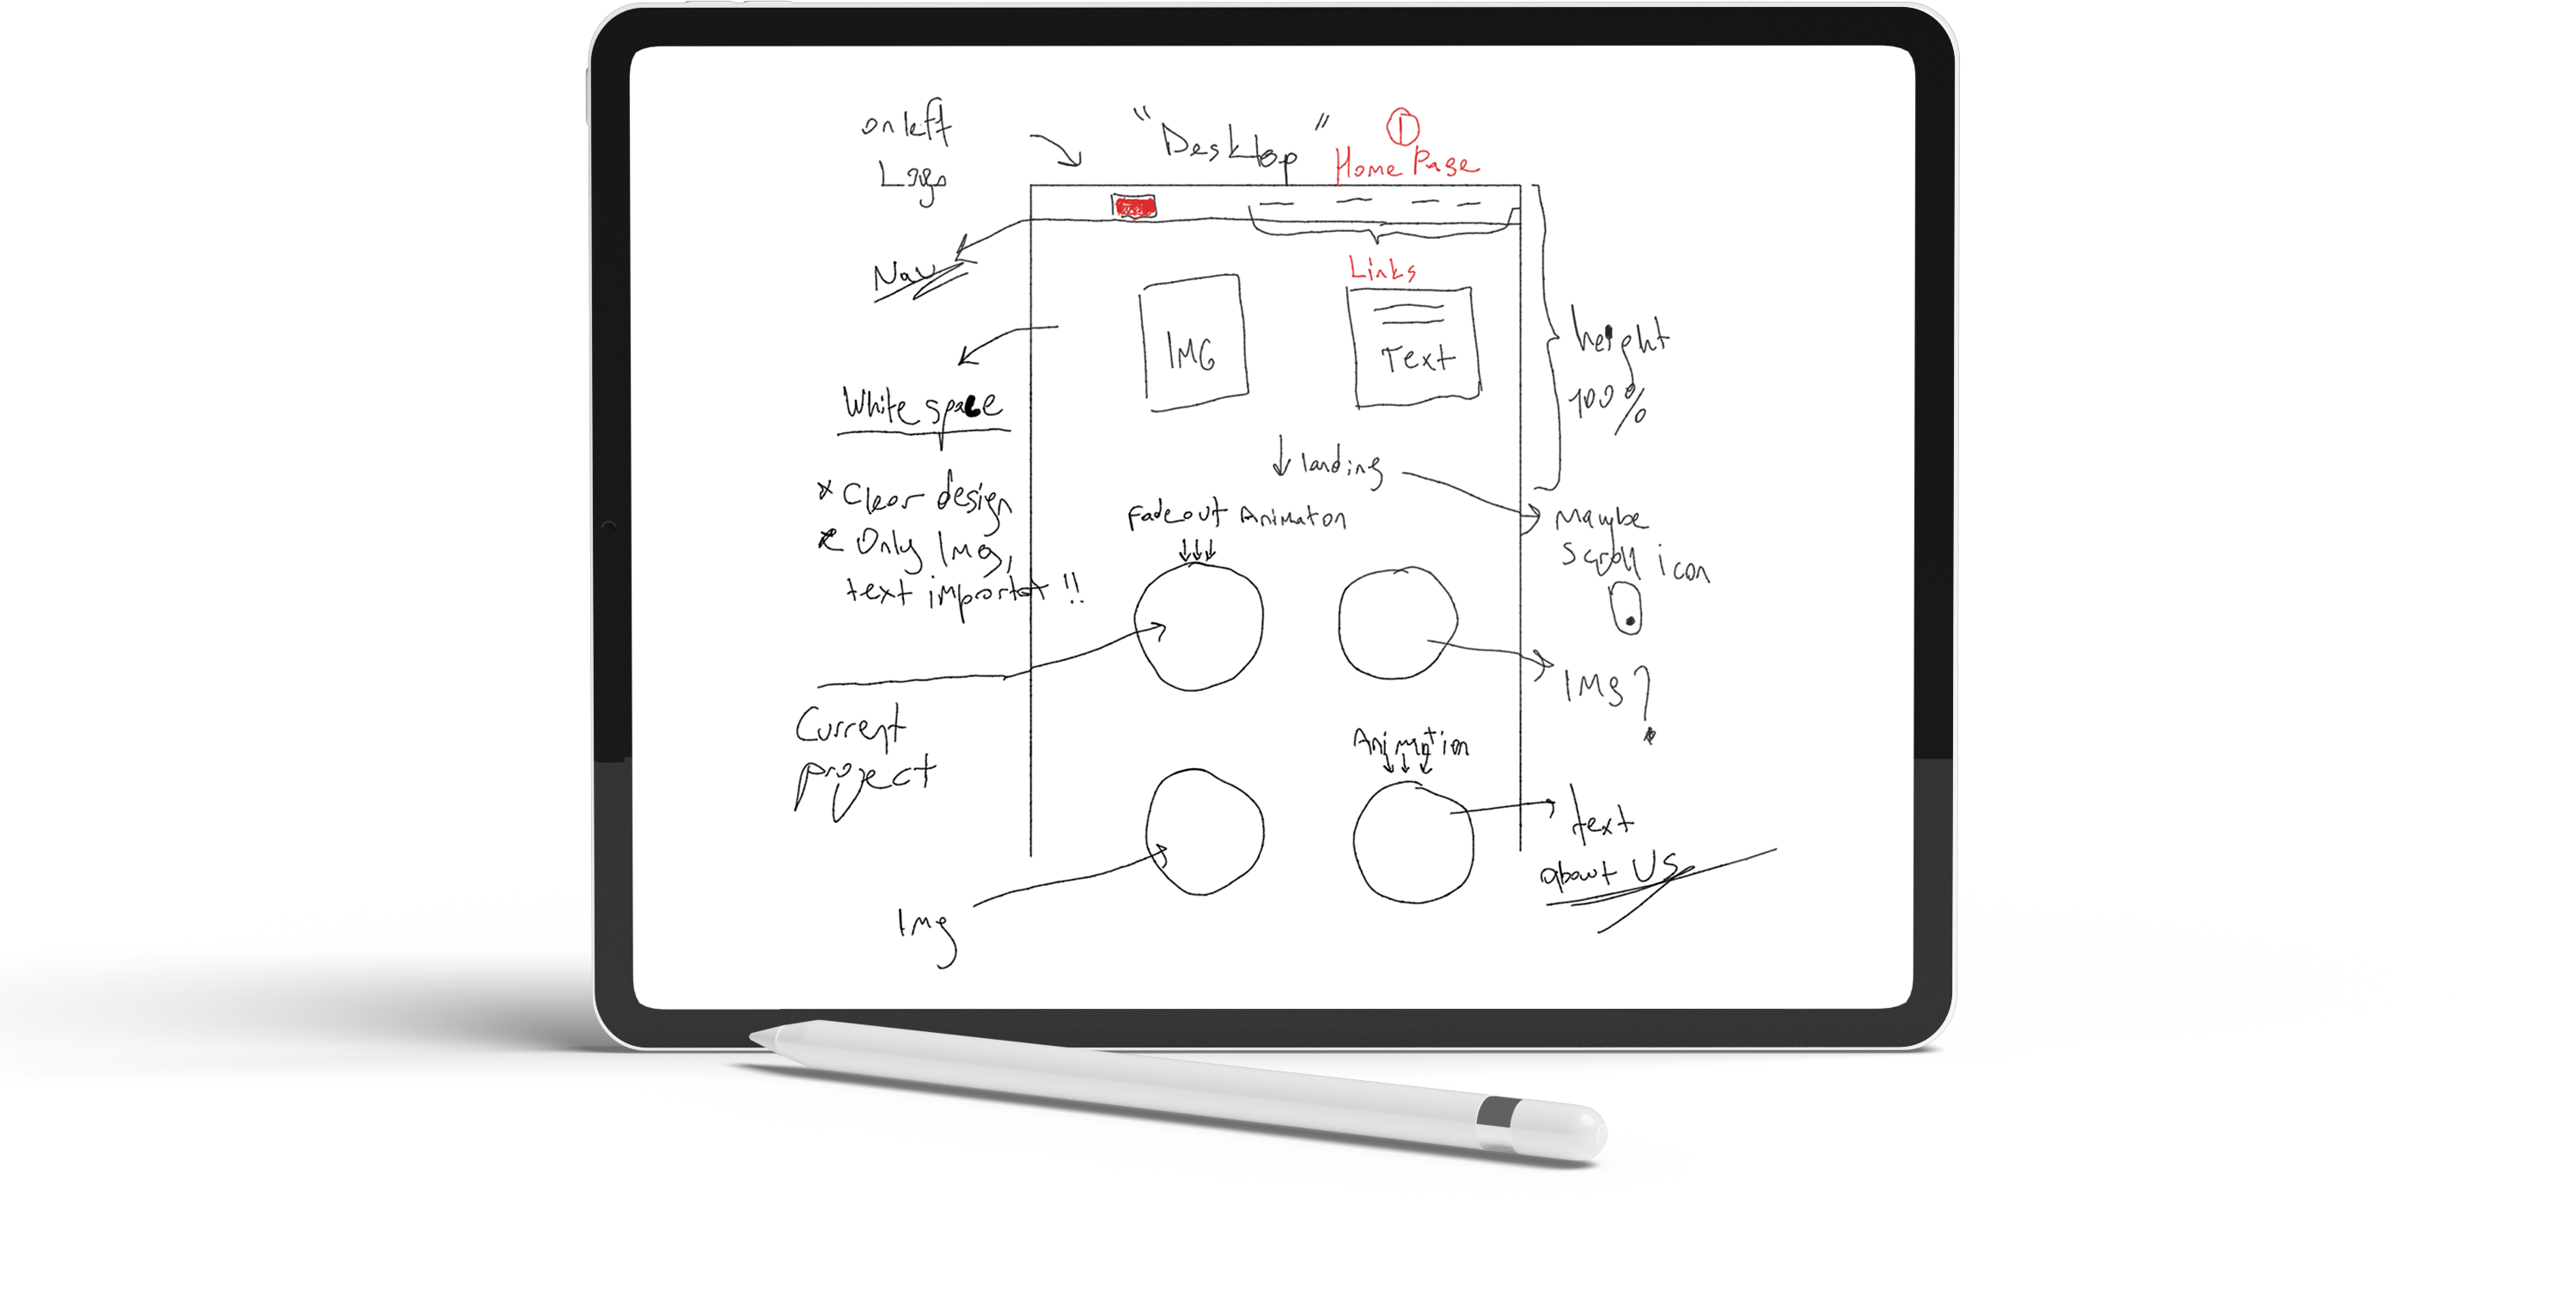 on left
Logo
"Desktop"
1
Home Page
Nav
Links
IMG
Text
height
100%
White space
* Clear design
* Only Img,
text importat !!
↓ landing
Maybe
Scroll icon
Fadeout Animaton
Current
project
IMg?
Animation
text
about US
Img